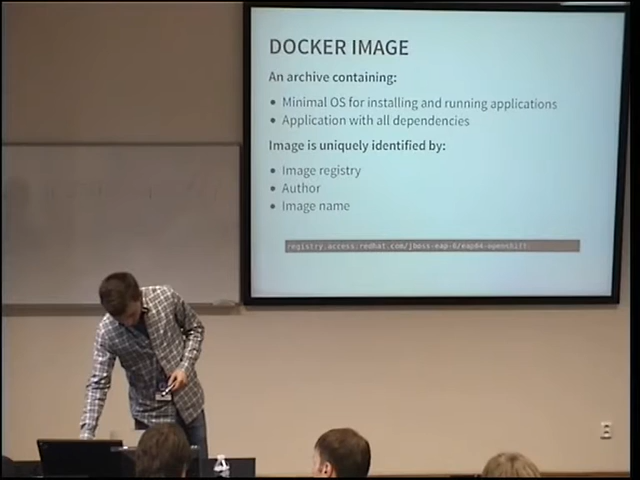 DOCKER IMAGE
An archive containing:
Minimal OS for installing and running applications
Application with all dependencies
Image is uniquely identified by:
Image registry
Author
Image name
registry.access.redhat.com/jboss-eap-6/eap64-openshift